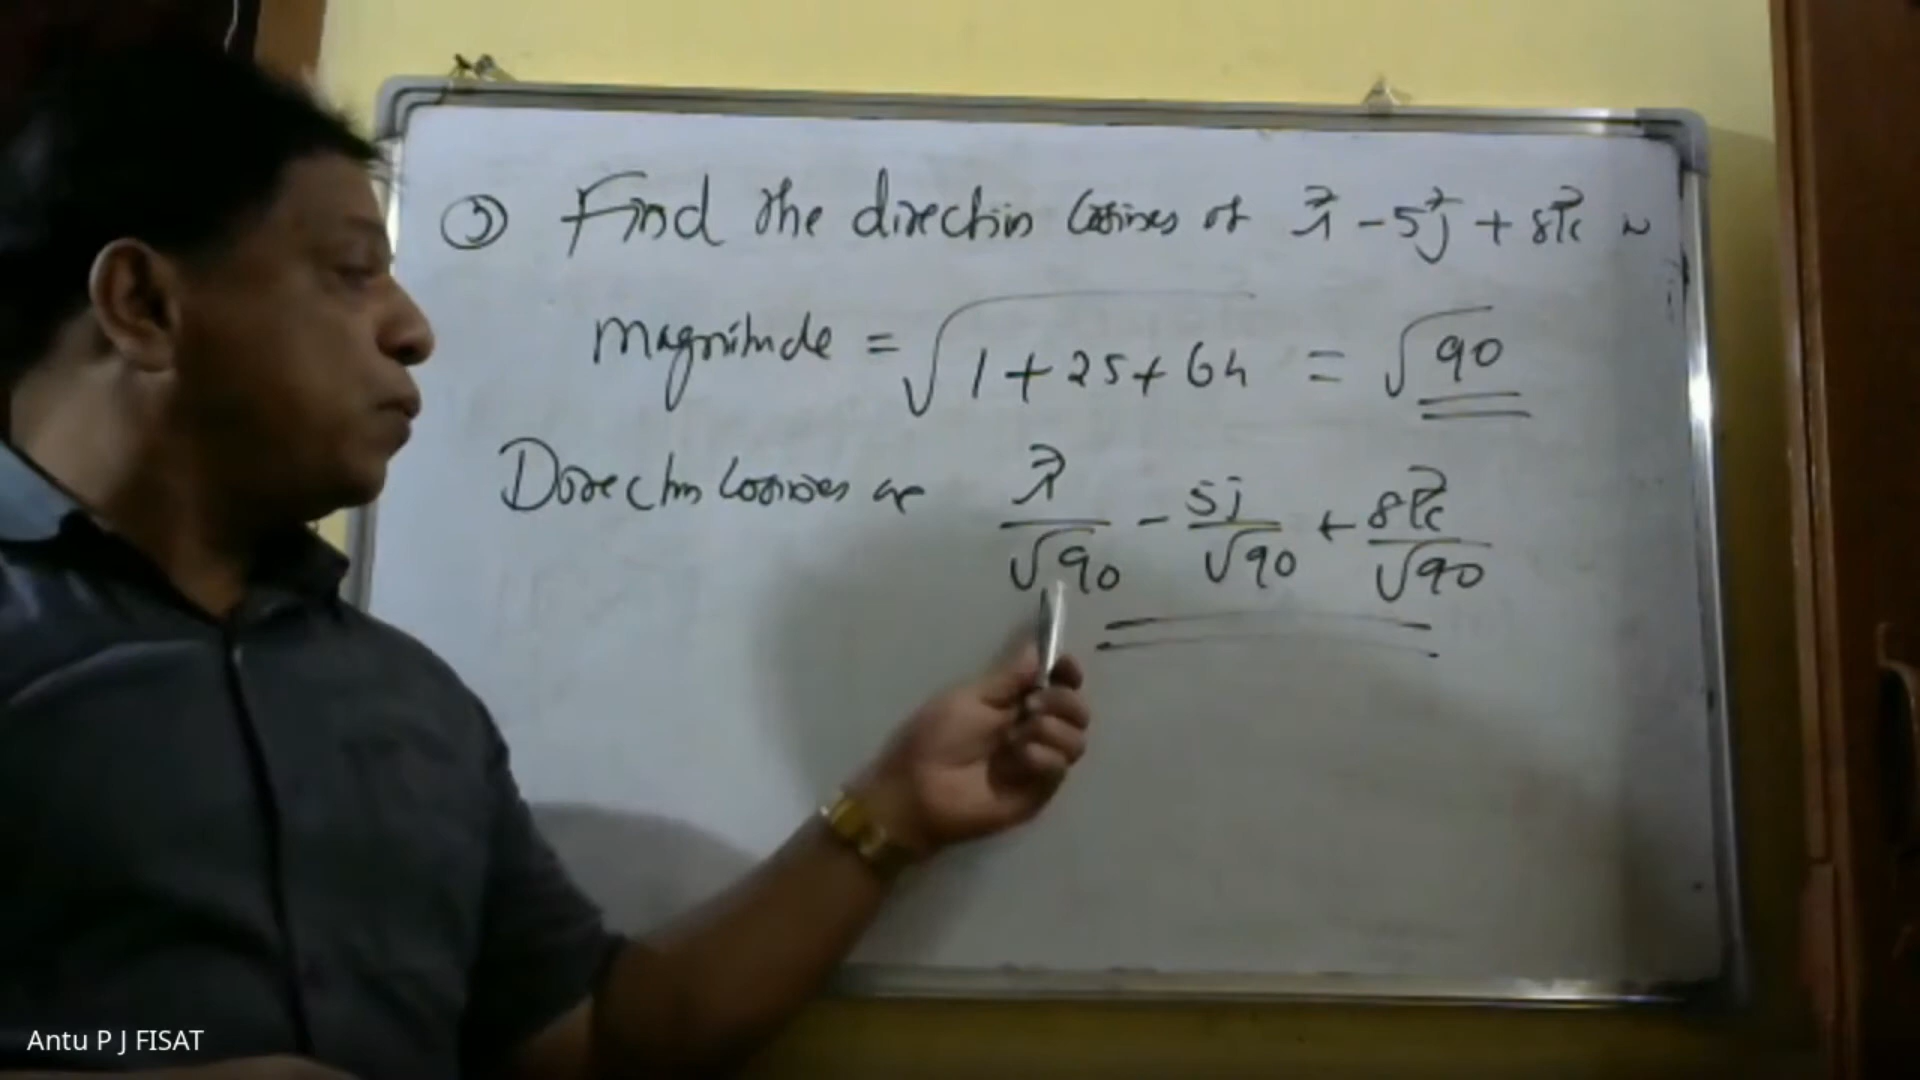 ③ Find the direction Cosines of i⃗ - 5j⃗ + 8k⃗
Magnitude = √1+25+64 = √90
Direction Cosines are i⃗/√90 - 5j/√90 + 8k⃗/√90
Antu P J FISAT